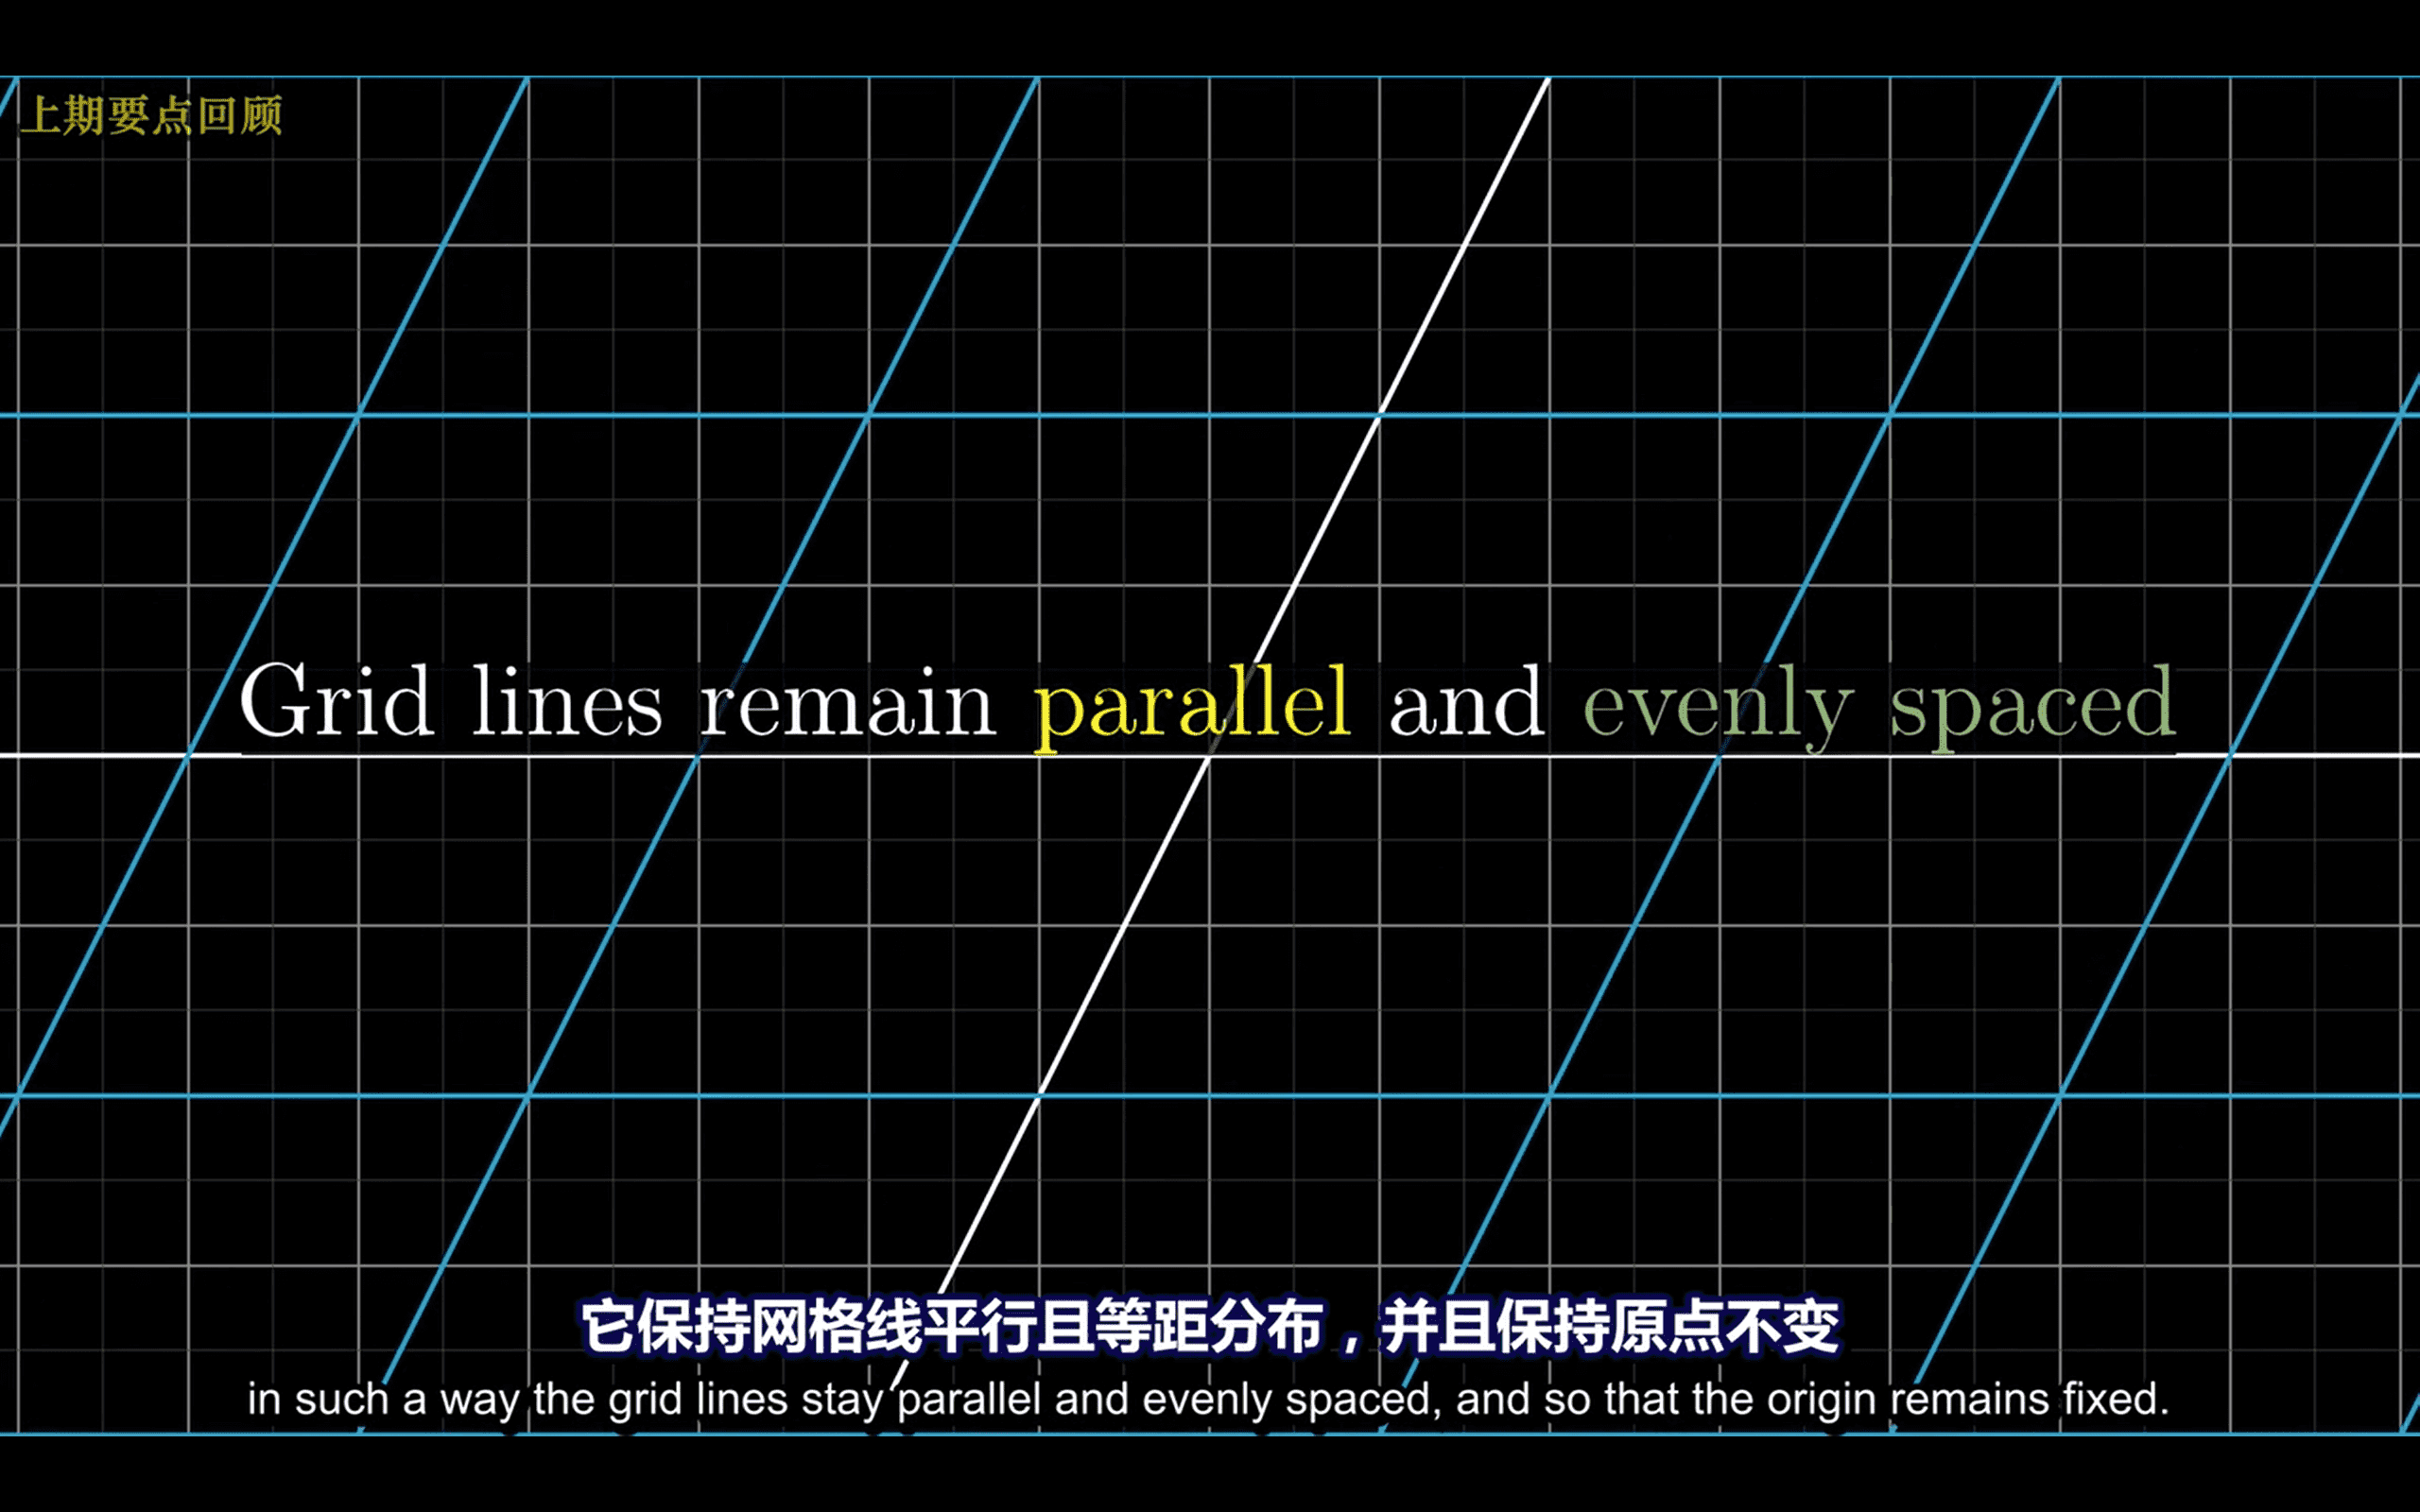 上期要点回顾
Grid lines remain parallel and evenly spaced
它保持网格线平行且等距分布，并且保持原点不变
in such a way the grid lines stay parallel and evenly spaced, and so that the origin remains fixed.